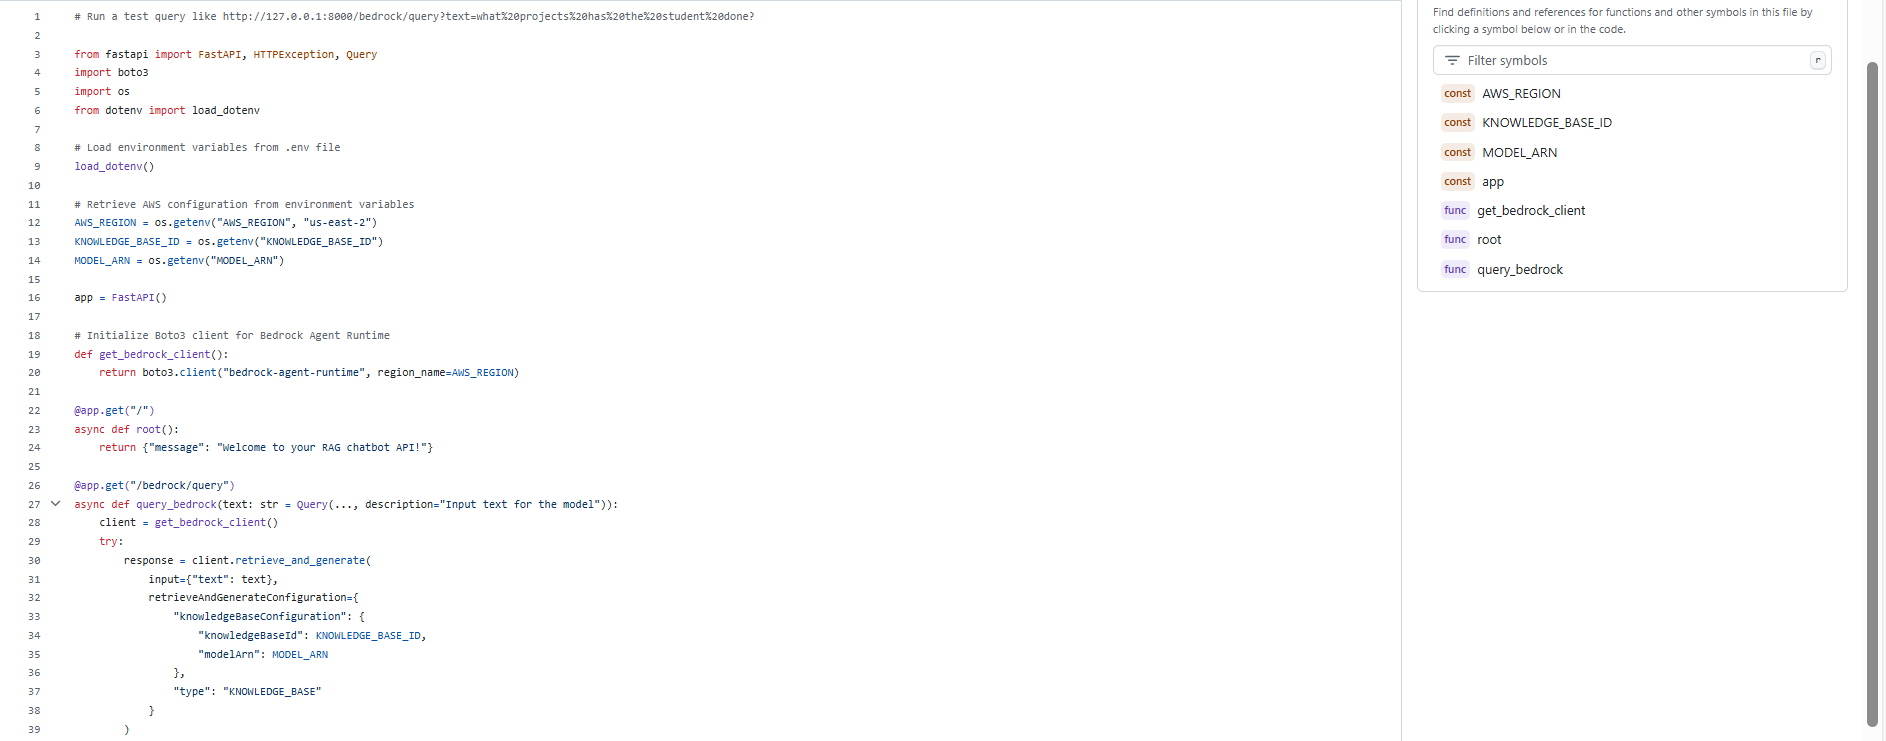 1 # Run a test query like http://127.0.0.1:8000/bedrock/query?text=what%20projects%20has%20the%20student%20done?
2
3 from fastapi import FastAPI, HTTPException, Query
4 import boto3
5 import os
6 from dotenv import load_dotenv
7
8 # Load environment variables from .env file
9 load_dotenv()
10
11 # Retrieve AWS configuration from environment variables
12 AWS_REGION = os.getenv("AWS_REGION", "us-east-2")
13 KNOWLEDGE_BASE_ID = os.getenv("KNOWLEDGE_BASE_ID")
14 MODEL_ARN = os.getenv("MODEL_ARN")
15
16 app = FastAPI()
17
18 # Initialize Boto3 client for Bedrock Agent Runtime
19 def get_bedrock_client():
20     return boto3.client("bedrock-agent-runtime", region_name=AWS_REGION)
21
22 @app.get("/")
23 async def root():
24     return {"message": "Welcome to your RAG chatbot API!"}
25
26 @app.get("/bedrock/query")
27 async def query_bedrock(text: str = Query(..., description="Input text for the model")):
28     client = get_bedrock_client()
29     try:
30         response = client.retrieve_and_generate(
31             input={"text": text},
32             retrieveAndGenerateConfiguration={
33                 "knowledgeBaseConfiguration": {
34                     "knowledgeBaseId": KNOWLEDGE_BASE_ID,
35                     "modelArn": MODEL_ARN
36                 },
37                 "type": "KNOWLEDGE_BASE"
38             }
39         )
Find definitions and references for functions and other symbols in this file by
clicking a symbol below or in the code.
Filter symbols r
const AWS_REGION
const KNOWLEDGE_BASE_ID
const MODEL_ARN
const app
func get_bedrock_client
func root
func query_bedrock